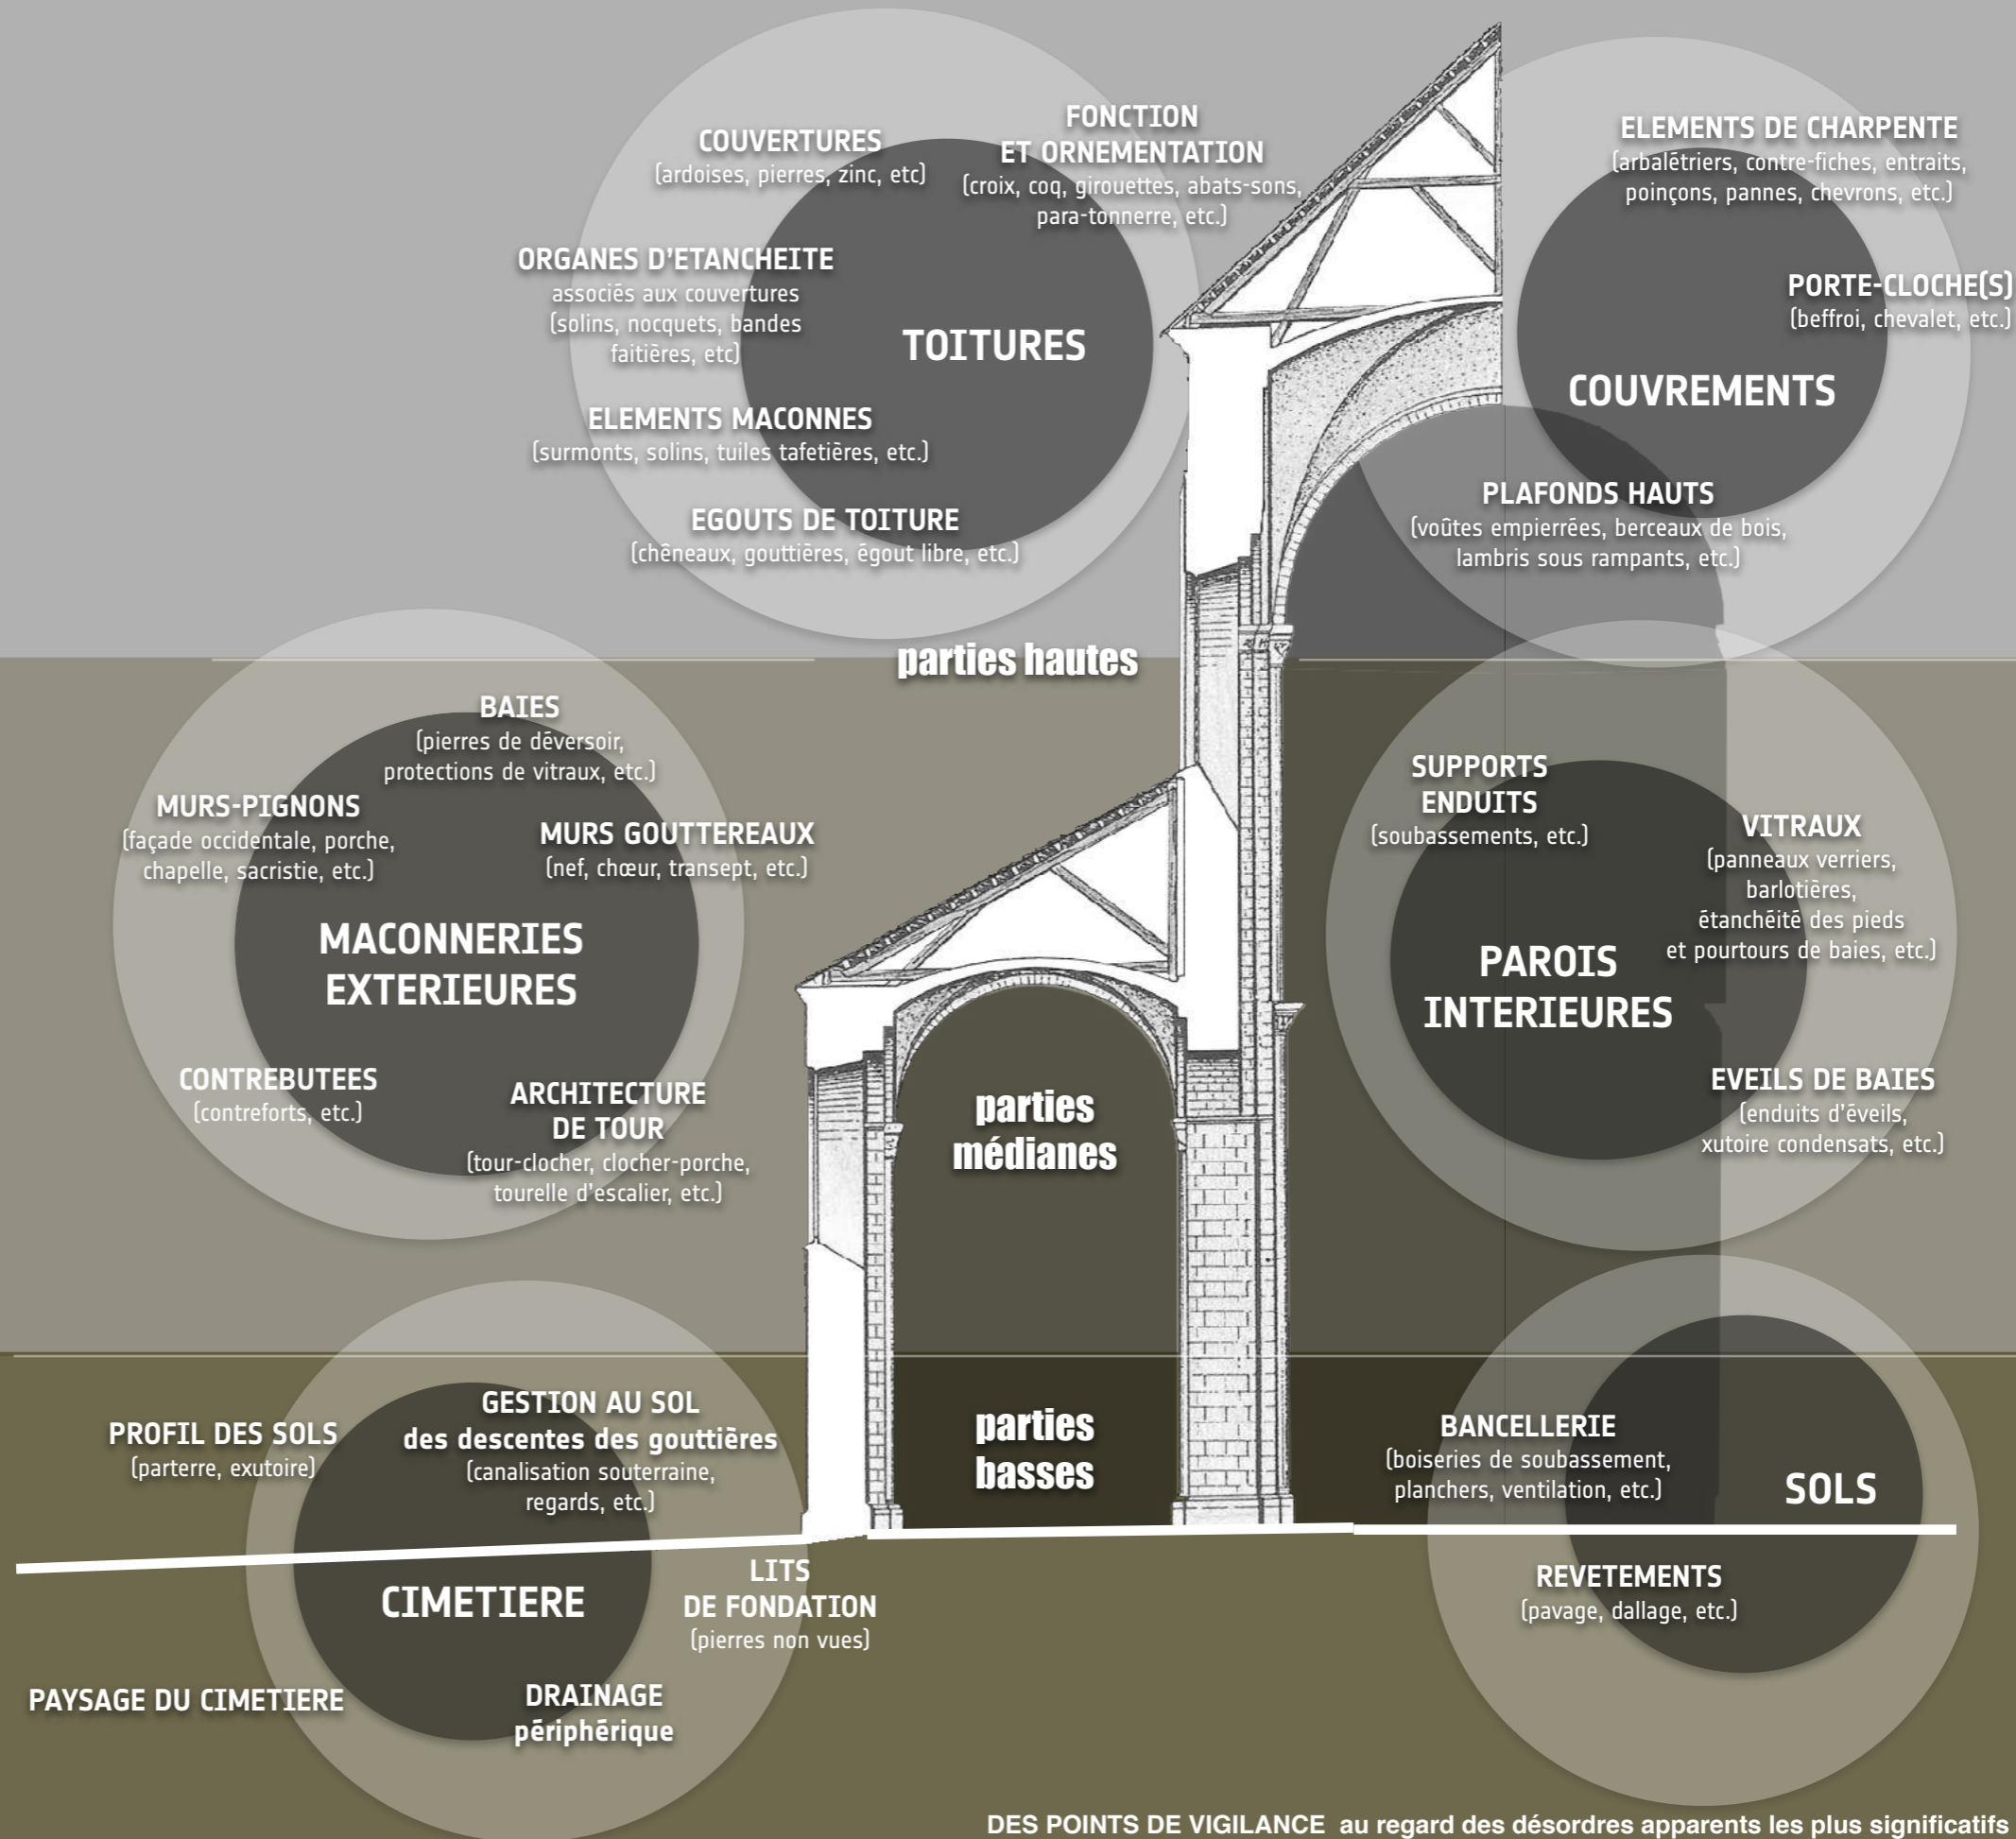 COUVERTURES
(ardoises, pierres, zinc, etc)
FONCTION
ET ORNEMENTATION
(croix, coq, girouettes, abats-sons,
para-tonnerre, etc.)
ORGANES D'ETANCHEITE
associés aux couvertures
(solins, nocquets, bandes
faitières, etc)
TOITURES
ELEMENTS MACONNES
(surmonts, solins, tuiles tafetières, etc.)
EGOUTS DE TOITURE
(chêneaux, gouttières, égout libre, etc.)
ELEMENTS DE CHARPENTE
(arbalétriers, contre-fiches, entraits,
poinçons, pannes, chevrons, etc.)
PORTE-CLOCHE(S)
(beffroi, chevalet, etc.)
COUVREMENTS
PLAFONDS HAUTS
(voûtes empierrées, berceaux de bois,
lambris sous rampants, etc.)
parties hautes
BAIES
(pierres de déversoir,
protections de vitraux, etc.)
MURS-PIGNONS
(façade occidentale, porche,
chapelle, sacristie, etc.)
MURS GOUTTEREAUX
(nef, chœur, transept, etc.)
MACONNERIES
EXTERIEURES
CONTREBUTEES
(contreforts, etc.)
ARCHITECTURE
DE TOUR
(tour-clocher, clocher-porche,
tourelle d'escalier, etc.)
parties
médianes
SUPPORTS
ENDUITS
(soubassements, etc.)
VITRAUX
(panneaux verriers,
barlotières,
étanchéité des pieds
et pourtours de baies, etc.)
PAROIS
INTERIEURES
EVEILS DE BAIES
(enduits d'éveils,
xutoire condensats, etc.)
PROFIL DES SOLS
(parterre, exutoire)
GESTION AU SOL
des descentes des gouttières
(canalisation souterraine,
regards, etc.)
CIMETIERE
LITS
DE FONDATION
(pierres non vues)
PAYSAGE DU CIMETIERE
DRAINAGE
périphérique
parties
basses
BANCELLERIE
(boiseries de soubassement,
planchers, ventilation, etc.)
SOLS
REVETEMENTS
(pavage, dallage, etc.)
DES POINTS DE VIGILANCE au regard des désordres apparents les plus significatifs